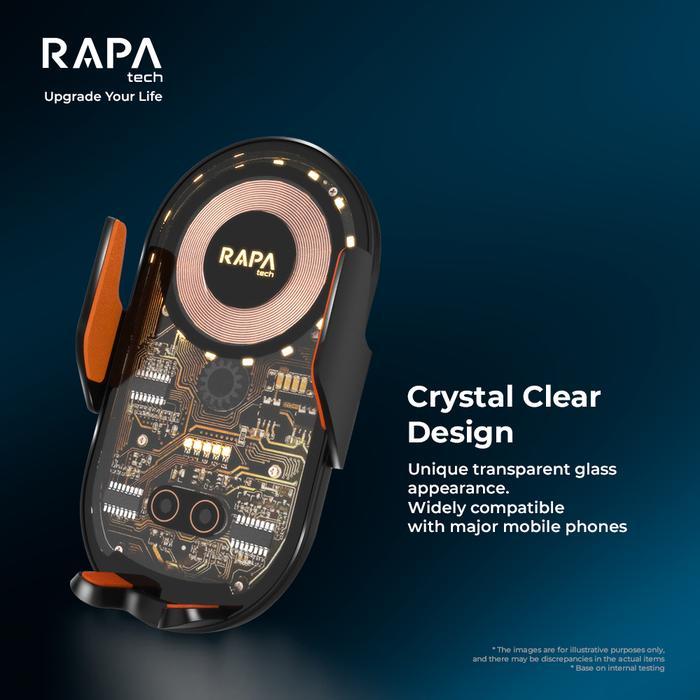 RAPA
tech
Upgrade Your Life
RAPA
tech
Crystal Clear
Design
Unique transparent glass
appearance.
Widely compatible
with major mobile phones
* The images are for illustrative purposes only,
and there may be discrepancies in the actual items
* Base on internal testing